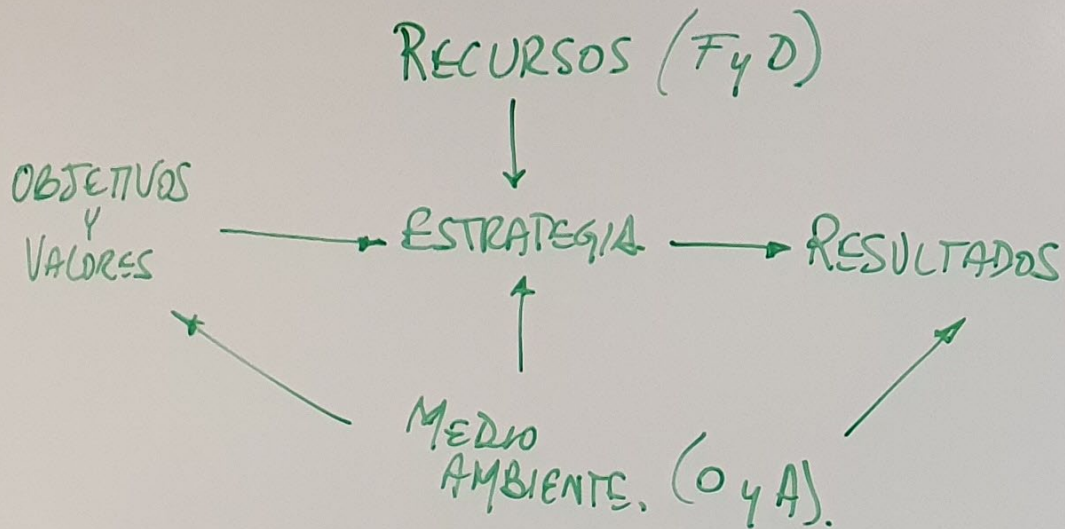 RECURSOS (F y D)
OBJETIVOS
Y
VALORES
ESTRATEGIA
RESULTADOS
MEDIO
AMBIENTE. (O y A).